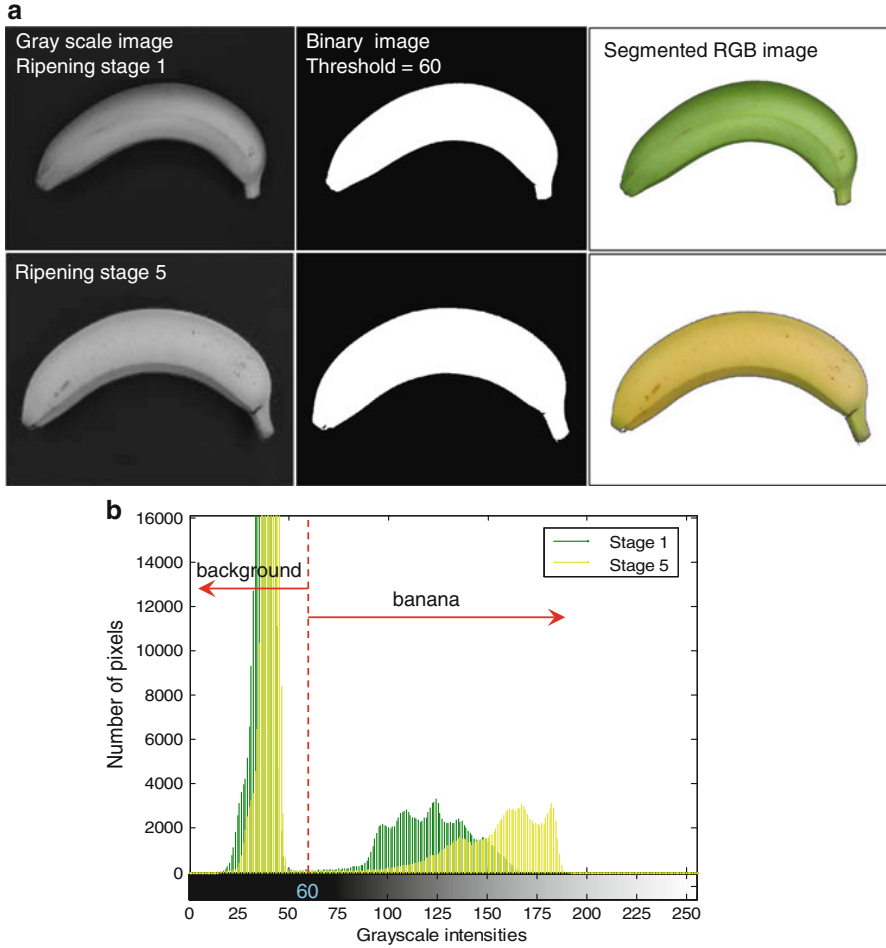 a
Gray scale image
Ripening stage 1
Binary image
Threshold = 60
Segmented RGB image
Ripening stage 5
b
Number of pixels
16000
14000
12000
10000
8000
6000
4000
2000
0
background
banana
Stage 1
Stage 5
60
0 25 50 75 100 125 150 175 200 225 250
Grayscale intensities